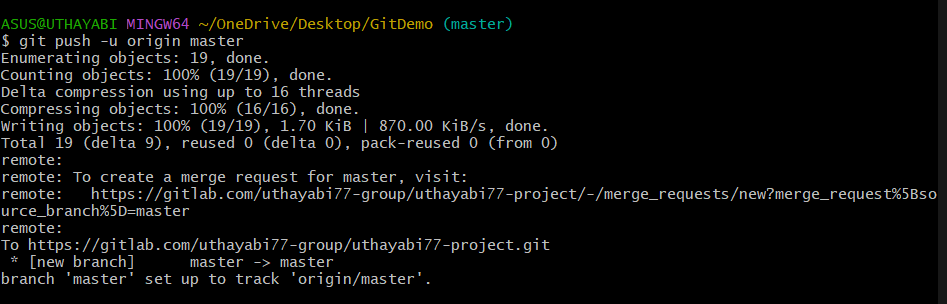 ASUS@UTHAYABI MINGW64 ~/OneDrive/Desktop/GitDemo (master)
$ git push -u origin master
Enumerating objects: 19, done.
Counting objects: 100% (19/19), done.
Delta compression using up to 16 threads
Compressing objects: 100% (16/16), done.
Writing objects: 100% (19/19), 1.70 KiB | 870.00 KiB/s, done.
Total 19 (delta 9), reused 0 (delta 0), pack-reused 0 (from 0)
remote:
remote: To create a merge request for master, visit:
remote:   https://gitlab.com/uthayabi77-group/uthayabi77-project/-/merge_requests/new?merge_request%5Bso
urce_branch%5D=master
remote:
To https://gitlab.com/uthayabi77-group/uthayabi77-project.git
 * [new branch]      master -> master
branch 'master' set up to track 'origin/master'.